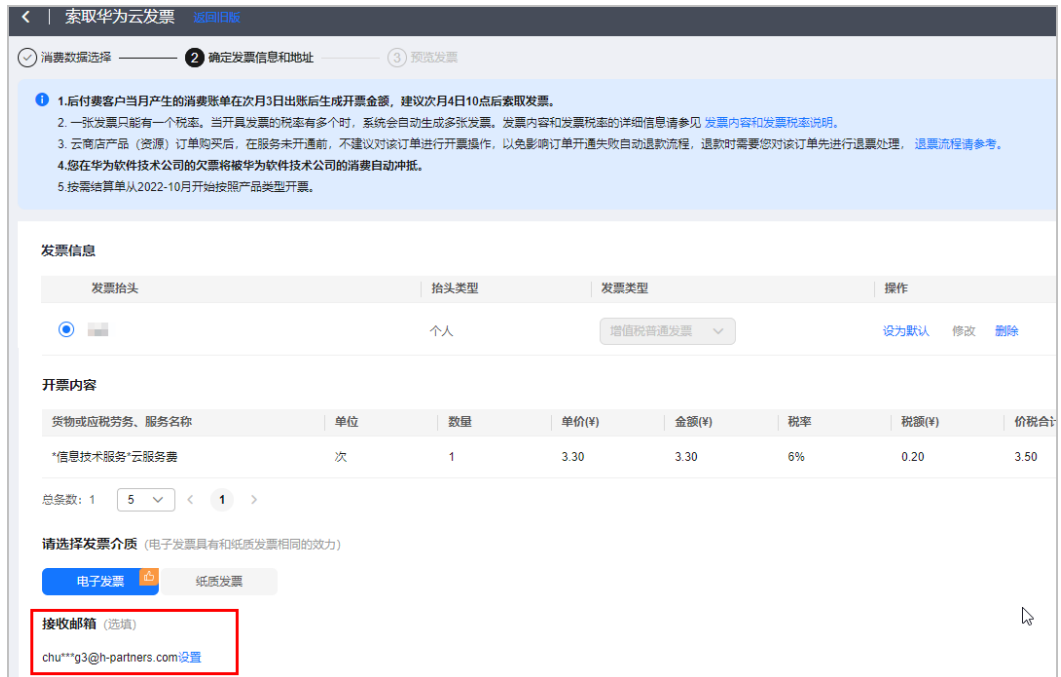 索取华为云发票 返回旧版
消费数据选择 2 确定发票信息和地址 3 预览发票
1.后付费客户当月产生的消费账单在次月3日出账后生成开票金额，建议次月4日10点后索取发票。
2. 一张发票只能有一个税率。当开具发票的税率有多个时，系统会自动生成多张发票。发票内容和发票税率的详细信息请参见 发票内容和发票税率说明。
3. 云商店产品（资源）订单购买后，在服务未开通前，不建议对该订单进行开票操作，以免影响订单开通失败自动退款流程，退款时需要您对该订单先进行退票处理， 退票流程请参考。
4.您在华为软件技术公司的欠票将被华为软件技术公司的消费自动冲抵。
5.按需结算单从2022-10月开始按照产品类型开票。
发票信息
发票抬头 抬头类型 发票类型 操作
个人 增值税普通发票 设为默认 修改 删除
开票内容
货物或应税劳务、服务名称 单位 数量 单价(¥) 金额(¥) 税率 税额(¥) 价税合计
*信息技术服务*云服务费 次 1 3.30 3.30 6% 0.20 3.50
总条数：1 5 < 1 >
请选择发票介质（电子发票具有和纸质发票相同的效力）
电子发票 纸质发票
接收邮箱（选填）
chu***g3@h-partners.com设置